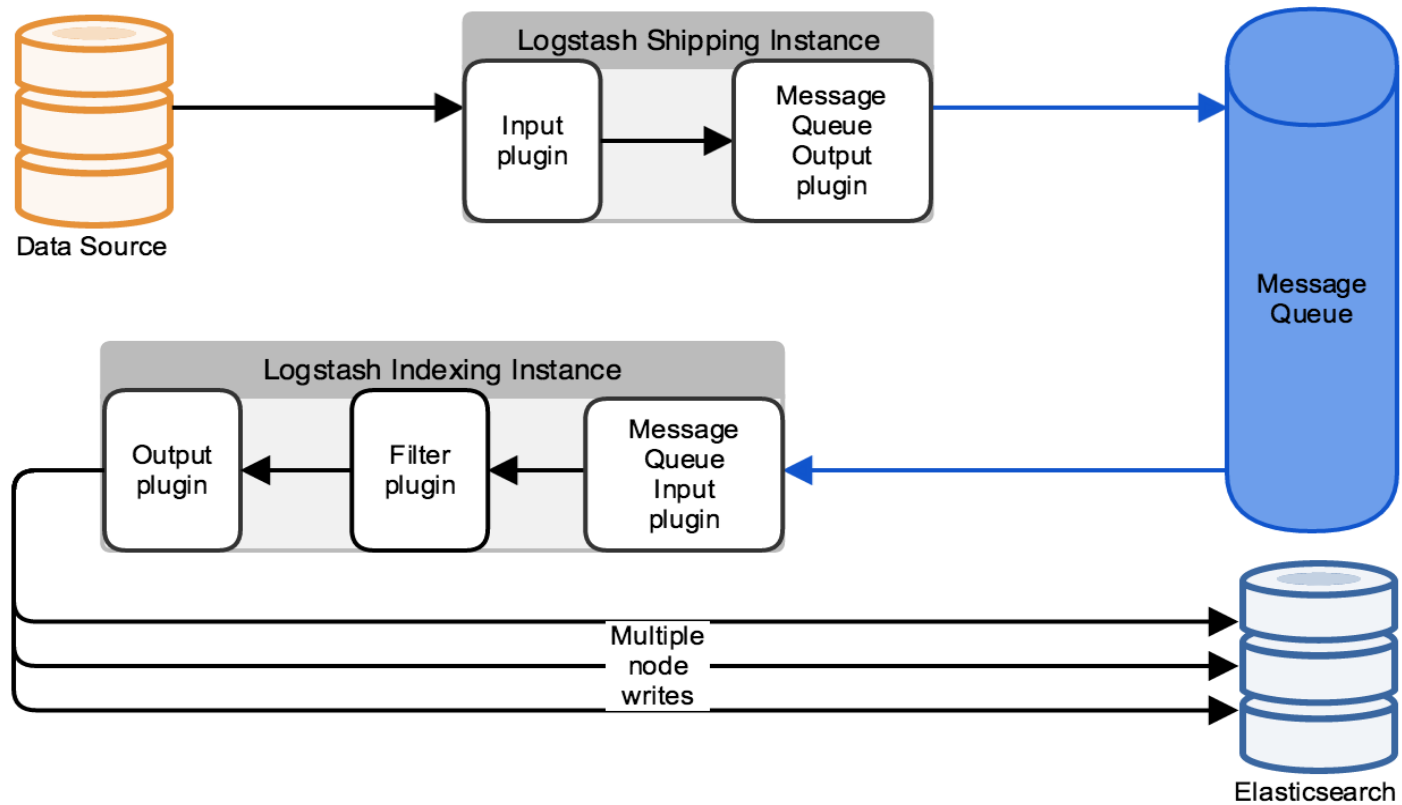 Logstash Shipping Instance
Input
plugin
Message
Queue
Output
plugin
Data Source
Message
Queue
Logstash Indexing Instance
Output
plugin
Filter
plugin
Message
Queue
Input
plugin
Multiple
node
writes
Elasticsearch